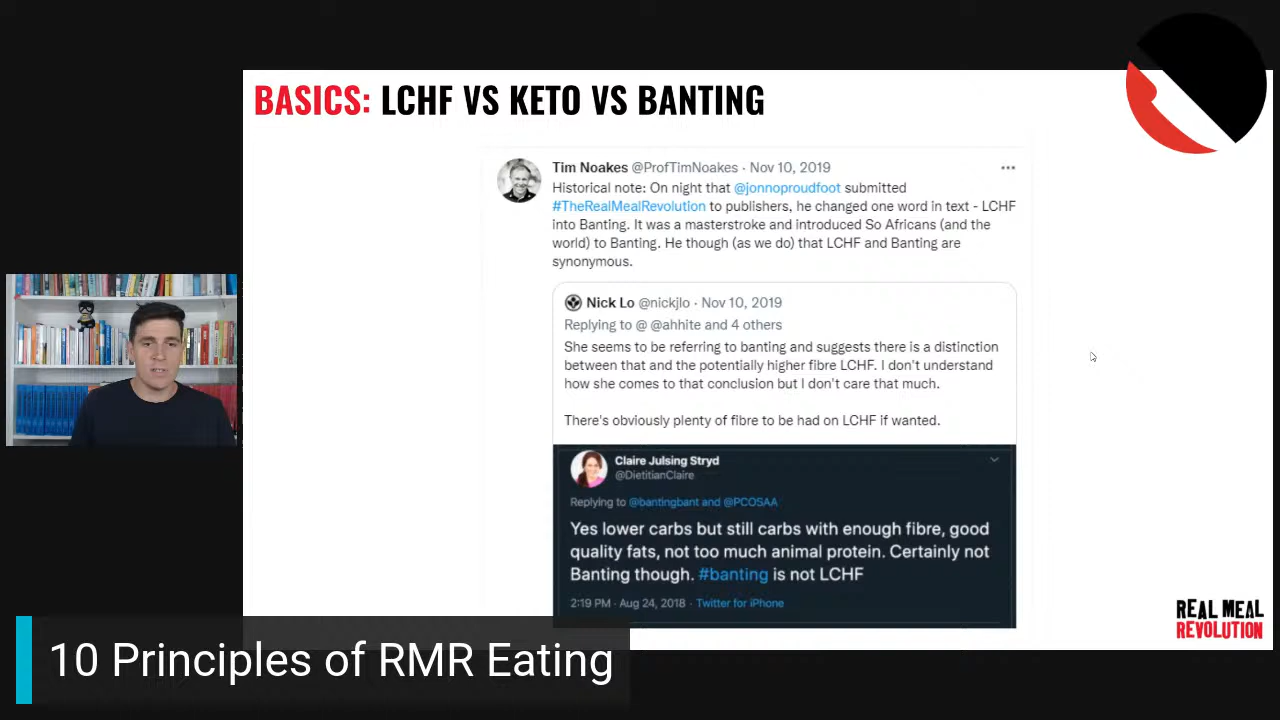 BASICS: LCHF VS KETO VS BANTING
Tim Noakes @ProfTimNoakes · Nov 10, 2019
Historical note: On night that @jonnoproudfoot submitted
#TheRealMealRevolution to publishers, he changed one word in text - LCHF
into Banting. It was a masterstroke and introduced So Africans (and the
world) to Banting. He though (as we do) that LCHF and Banting are
synonymous.
Nick Lo @nickjlo · Nov 10, 2019
Replying to @ @ahhite and 4 others
She seems to be referring to banting and suggests there is a distinction
between that and the potentially higher fibre LCHF. I don't understand
how she comes to that conclusion but I don't care that much.
There's obviously plenty of fibre to be had on LCHF if wanted.
Claire Julsing Stryd
@DietitianClaire
Replying to @bantingbant and @PCOSAA
Yes lower carbs but still carbs with enough fibre, good
quality fats, not too much animal protein. Certainly not
Banting though. #banting is not LCHF
2:19 PM · Aug 24, 2018 · Twitter for iPhone
REAL MEAL
REVOLUTION
10 Principles of RMR Eating